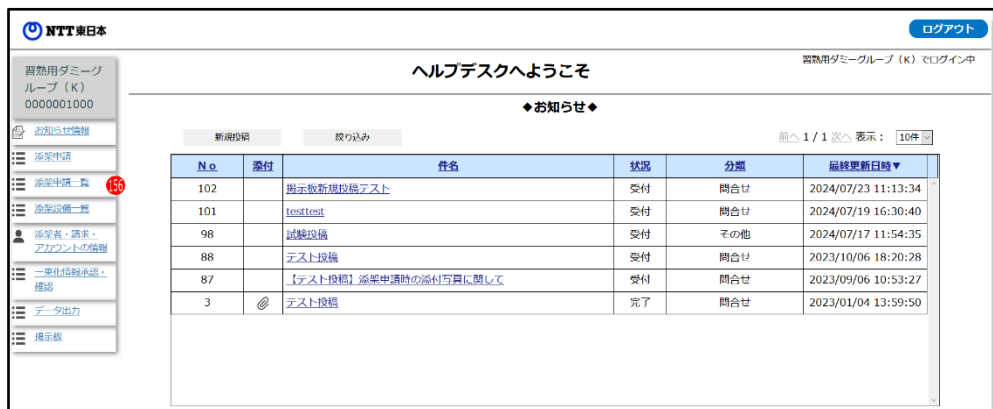 NTT東日本
ログアウト
習熟用ダミーグループ（K）でログイン中
習熟用ダミーグ
ループ（K）
0000001000
ヘルプデスクへようこそ
◆お知らせ◆
お知らせ情報
添架申請
添架申請一覧
156
添架設備一覧
添架者・請求・
アカウントの情報
一束化情報承認・
確認
データ出力
掲示板
新規投稿 絞り込み 前へ 1 / 1 次へ 表示： 10件
No 添付 件名 状況 分類 最終更新日時▼
102 掲示板新規投稿テスト 受付 問合せ 2024/07/23 11:13:34
101 testtest 受付 問合せ 2024/07/19 16:30:40
98 試験投稿 受付 その他 2024/07/17 11:54:35
88 テスト投稿 受付 問合せ 2023/10/06 18:20:28
87 【テスト投稿】添架申請時の添付写真に関して 受付 問合せ 2023/09/06 10:53:27
3 テスト投稿 完了 問合せ 2023/01/04 13:59:50